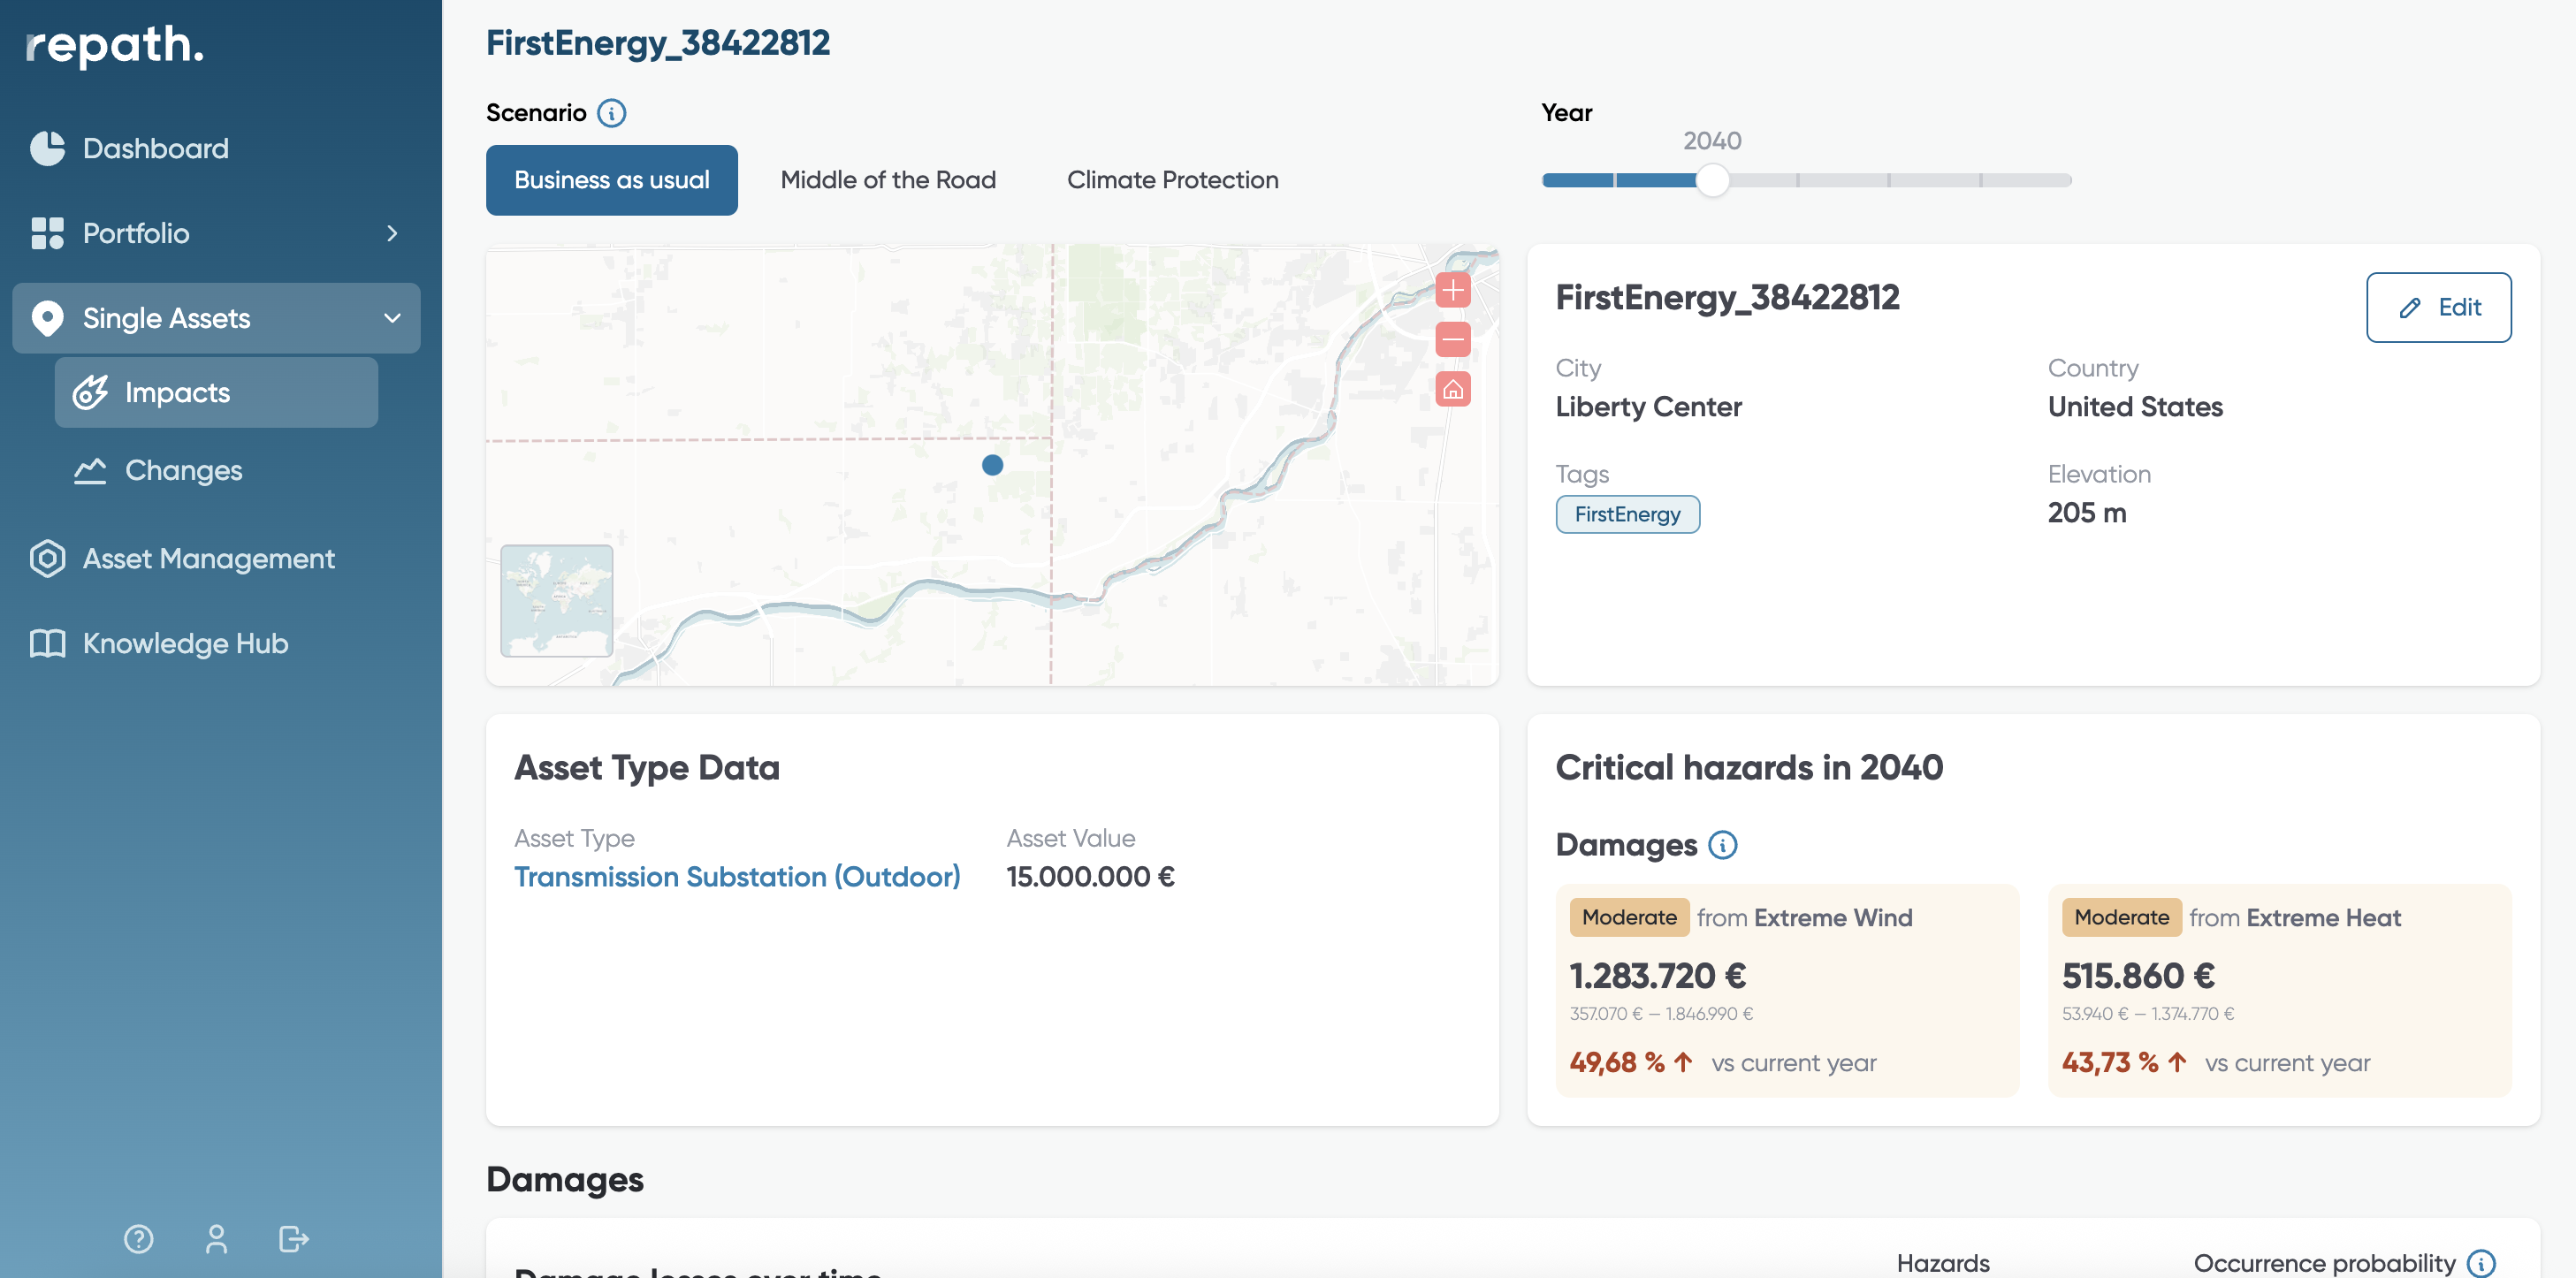 repath.
Dashboard
Portfolio
Single Assets
Impacts
Changes
Asset Management
Knowledge Hub
FirstEnergy_38422812
Scenario
Business as usual
Middle of the Road
Climate Protection
Year
2040
FirstEnergy_38422812
Edit
City
Liberty Center
Country
United States
Tags
FirstEnergy
Elevation
205 m
Asset Type Data
Asset Type
Transmission Substation (Outdoor)
Asset Value
15.000.000 €
Critical hazards in 2040
Damages
Moderate from Extreme Wind
1.283.720 €
357.070 € – 1.846.990 €
49,68 % ↑ vs current year
Moderate from Extreme Heat
515.860 €
53.940 € – 1.374.770 €
43,73 % ↑ vs current year
Damages
Damage losses over time
Hazards
Occurrence probability